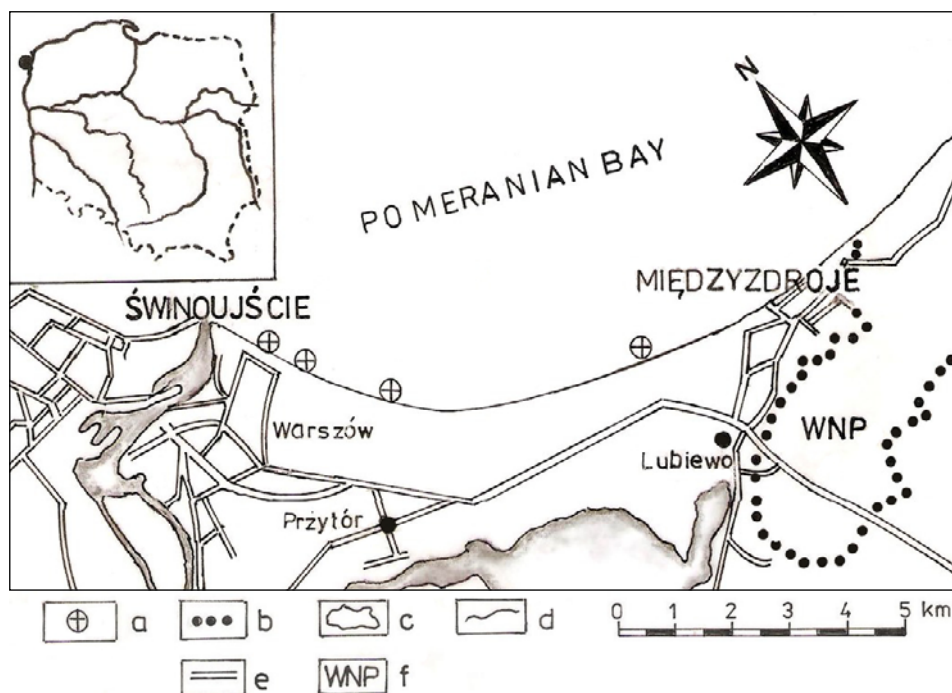 N
POMERANIAN BAY
MIĘDZYZDROJE
ŚWINOUJŚCIE
Warszów
WNP
Lubiewo
Przytór
a
b
c
d
0 1 2 3 4 5 km
e
WNP f